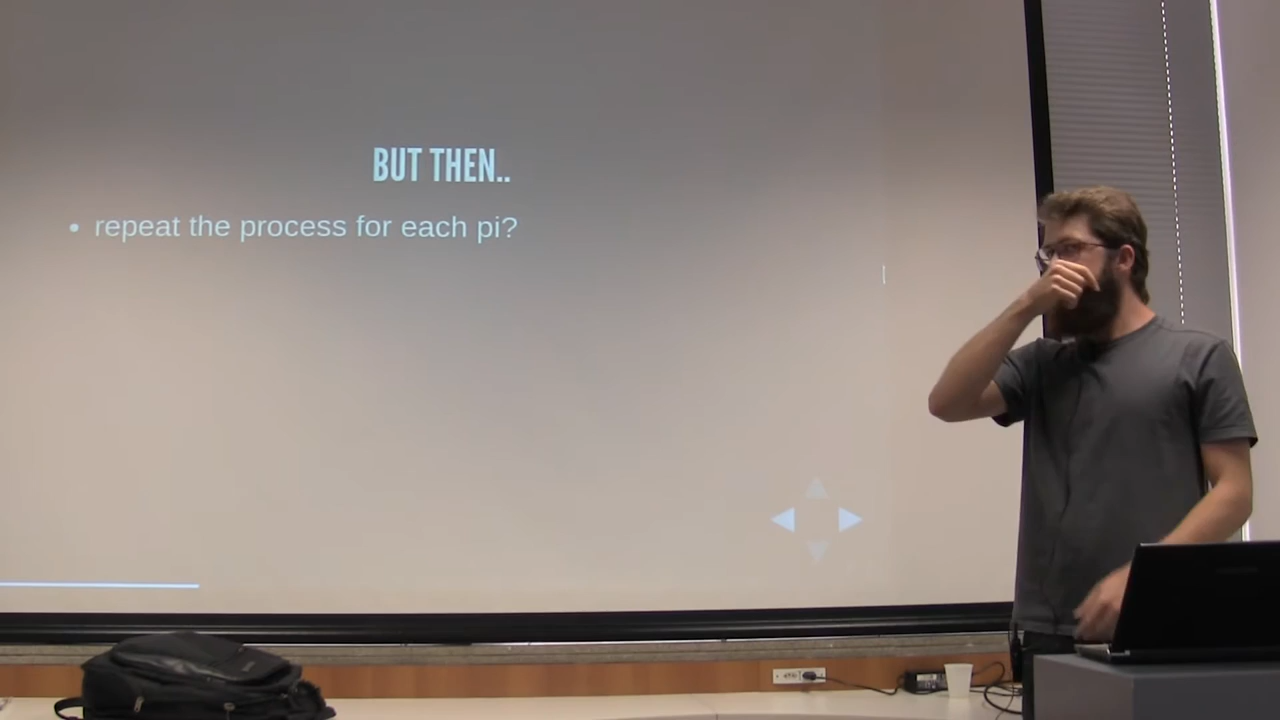 BUT THEN..
• repeat the process for each pi?